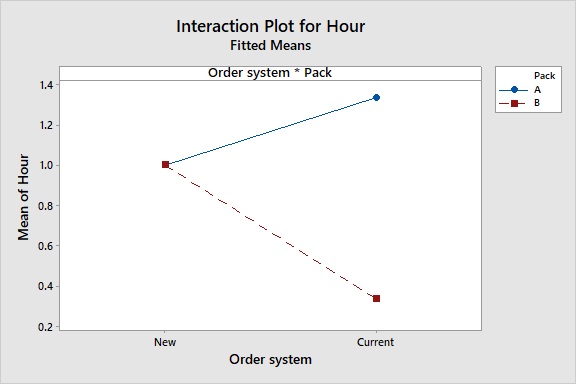 Interaction Plot for Hour
Fitted Means
Order system * Pack
Pack
A
B
Mean of Hour
1.4
1.2
1.0
0.8
0.6
0.4
0.2
New Current
Order system